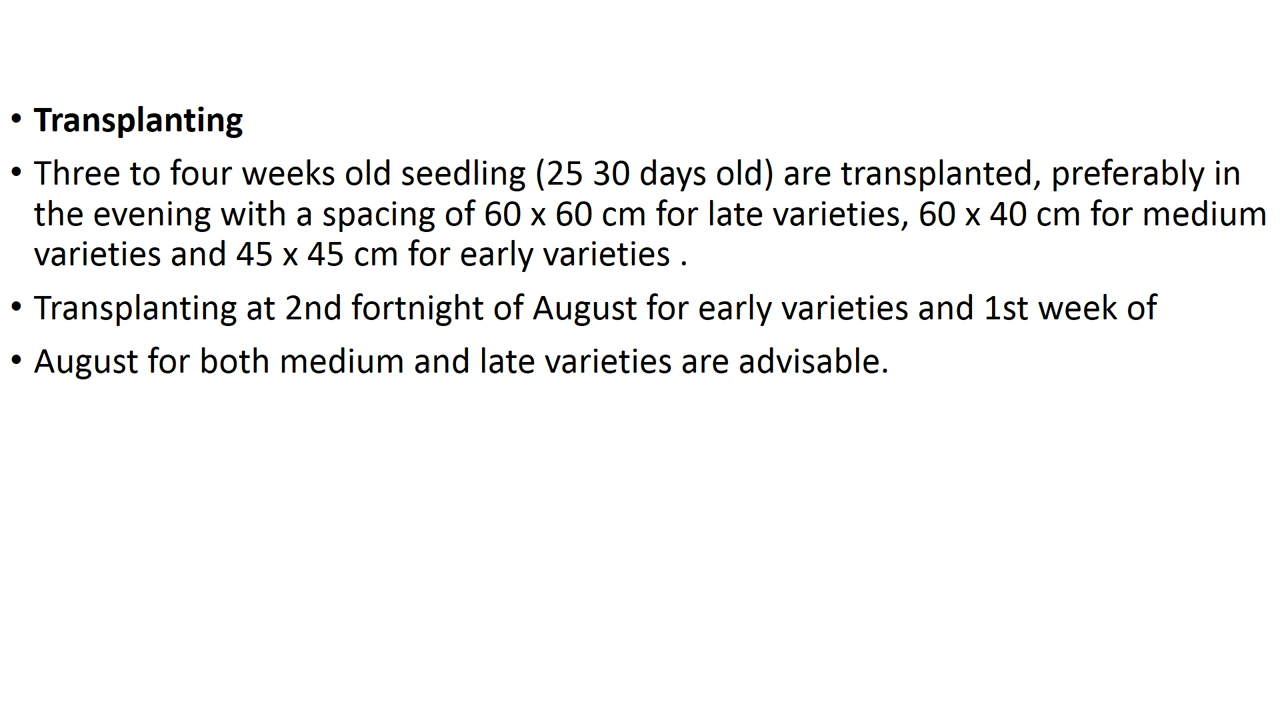 • Transplanting
• Three to four weeks old seedling (25 30 days old) are transplanted, preferably in
the evening with a spacing of 60 x 60 cm for late varieties, 60 x 40 cm for medium
varieties and 45 x 45 cm for early varieties .
• Transplanting at 2nd fortnight of August for early varieties and 1st week of
• August for both medium and late varieties are advisable.